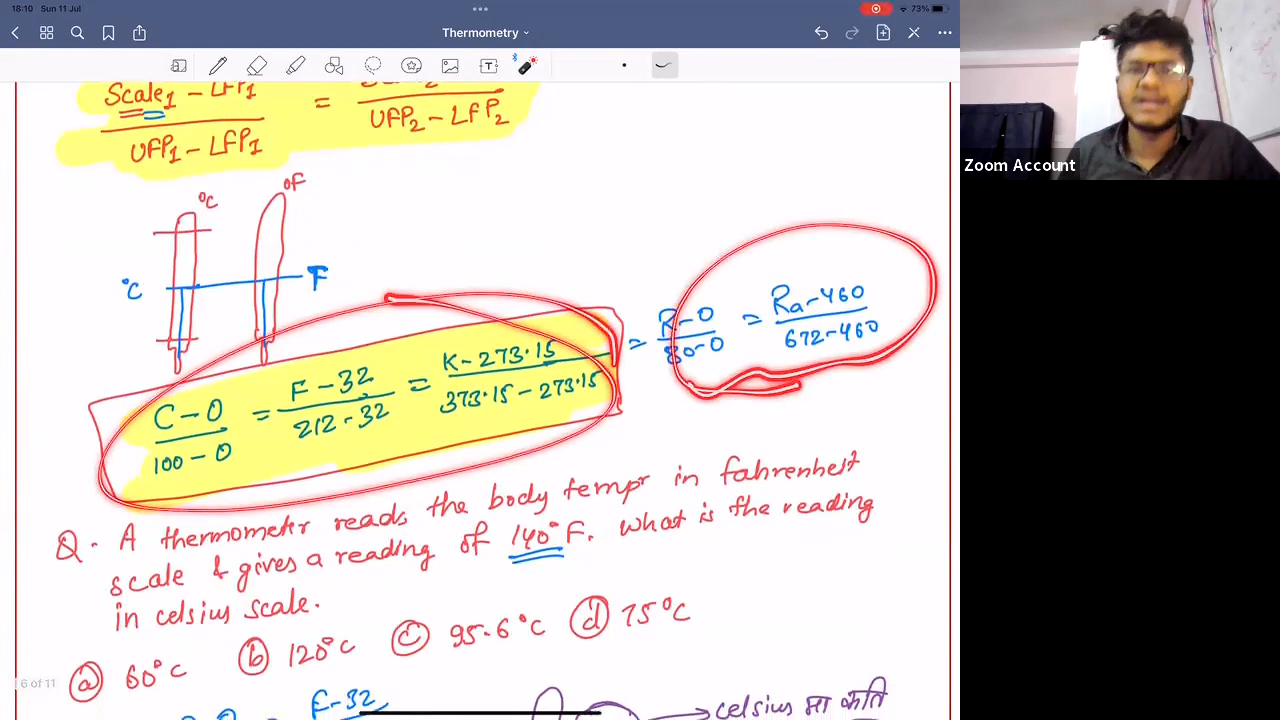 18:10 Sun 11 Jul
73%
Thermometry
Zoom Account
Scale₁ - LFP₁ / UFP₁ - LFP₁ = / UFP₂ - LFP₂
°C °F
°C F
C - 0 / 100 - 0 = F - 32 / 212 - 32 = K - 273.15 / 373.15 - 273.15 = R - 0 / 80 - 0 = Ra - 460 / 672 - 460
Q. A thermometer reads the body tempr in fahrenheit
scale & gives a reading of 140°F. What is the reading
in celsius scale.
ⓐ 60°C ⓑ 120°C ⓒ 95.6°C ⓓ 75°C
6 of 11
F - 32
celsius मा कति